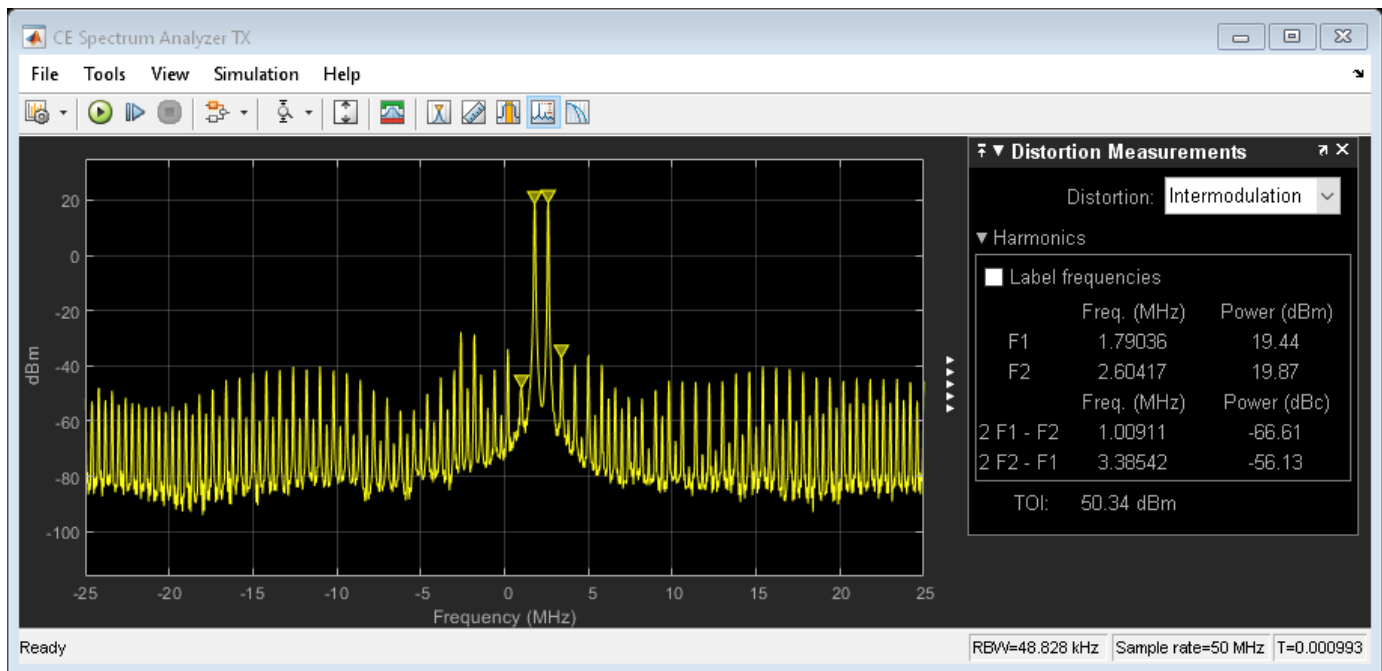 CE Spectrum Analyzer TX
File Tools View Simulation Help
Distortion Measurements
Distortion: Intermodulation
Harmonics
Label frequencies
Freq. (MHz) Power (dBm)
F1 1.79036 19.44
F2 2.60417 19.87
Freq. (MHz) Power (dBc)
2 F1 - F2 1.00911 -66.61
2 F2 - F1 3.38542 -56.13
TOI: 50.34 dBm
20
0
-20
-40
-60
-80
-100
dBm
-25 -20 -15 -10 -5 0 5 10 15 20 25
Frequency (MHz)
Ready RBW=48.828 kHz Sample rate=50 MHz T=0.000993